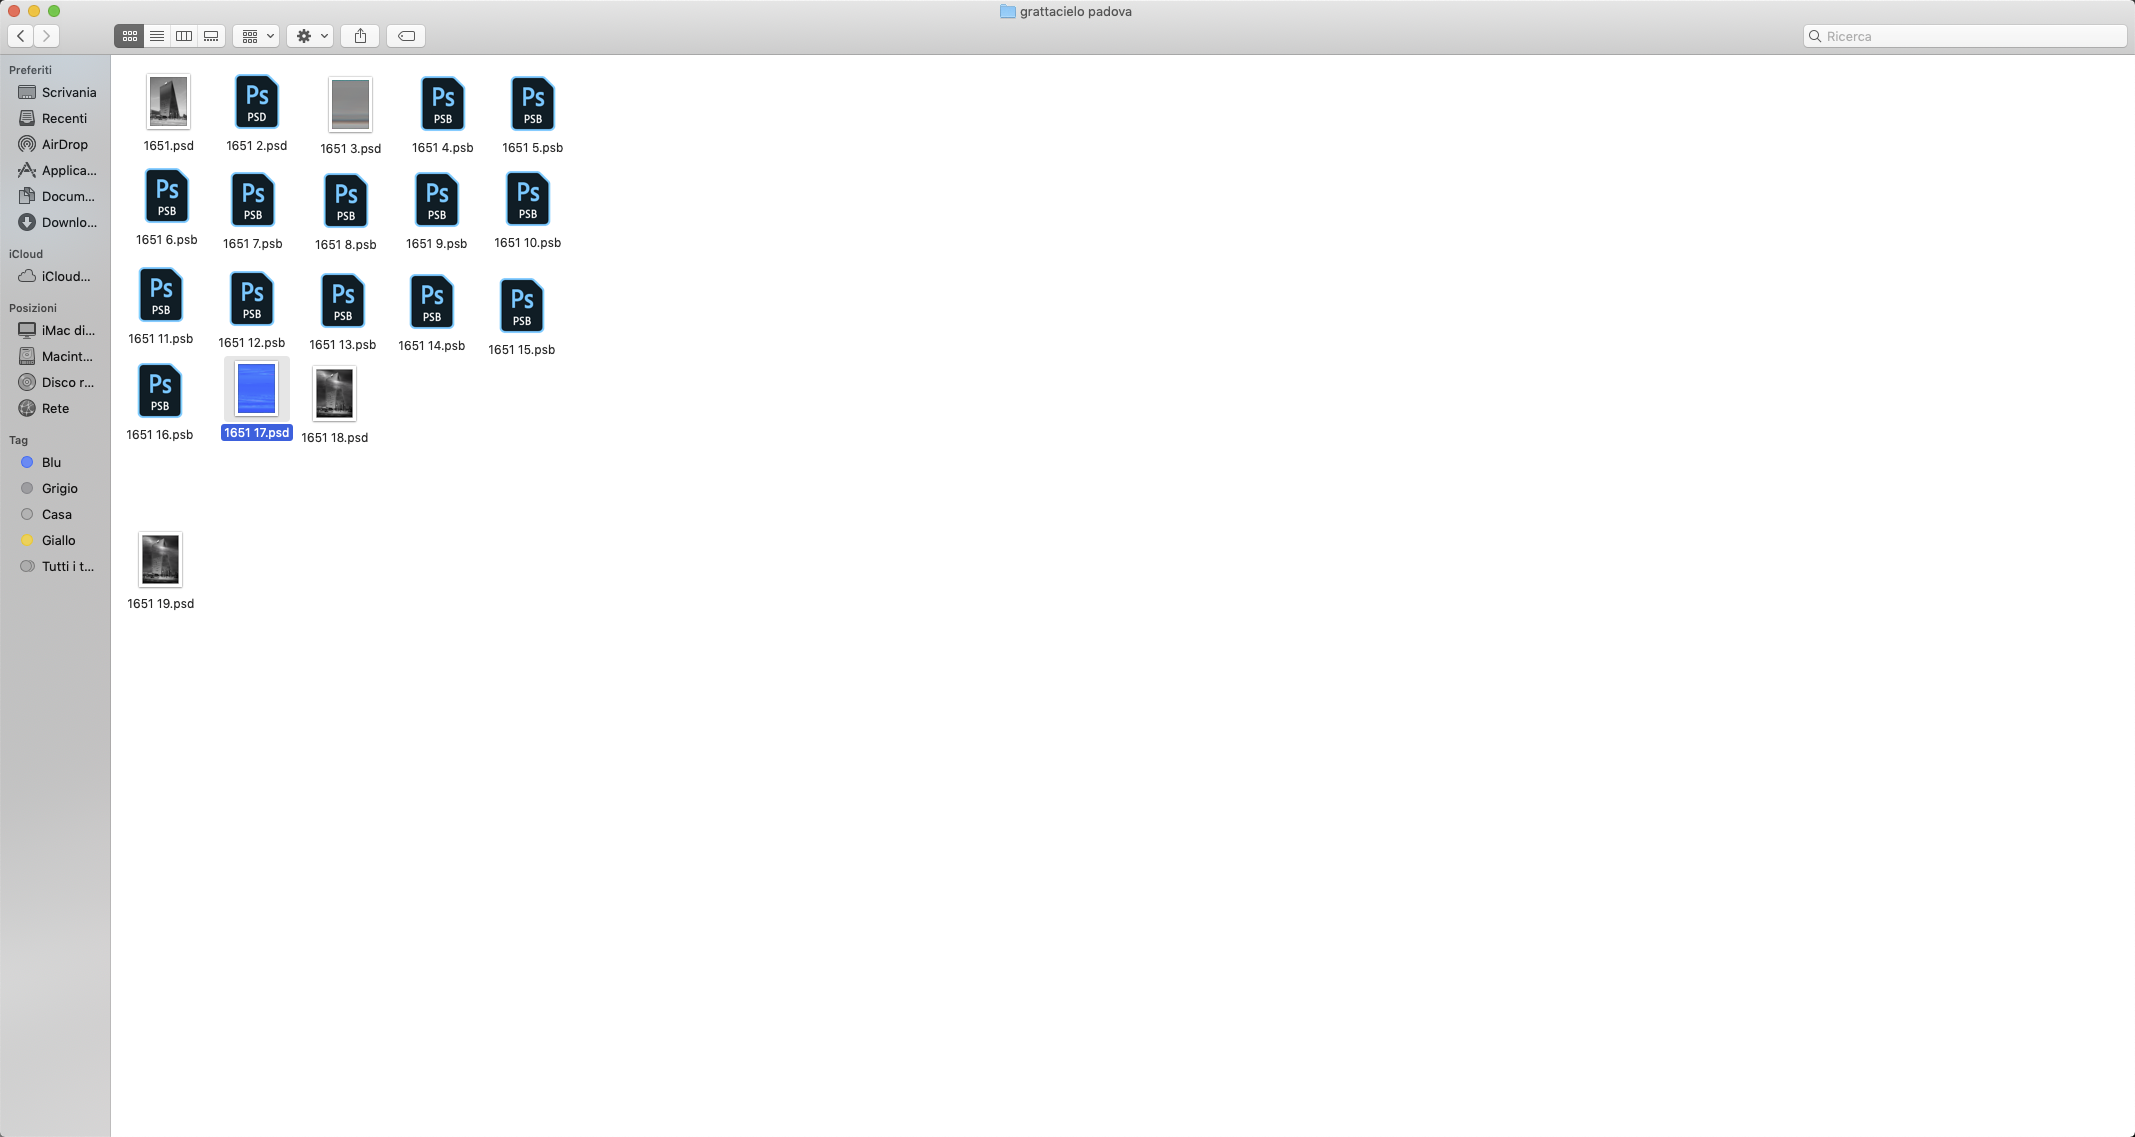 grattacielo padova
Ricerca
Preferiti
Scrivania
Recenti
AirDrop
Applica...
Docum...
Downlo...
iCloud
iCloud...
Posizioni
iMac di...
Macint...
Disco r...
Rete
Tag
Blu
Grigio
Casa
Giallo
Tutti i t...
Ps
PSD
Ps
PSB
Ps
PSB
1651.psd
1651 2.psd
1651 3.psd
1651 4.psb
1651 5.psb
Ps
PSB
Ps
PSB
Ps
PSB
Ps
PSB
Ps
PSB
1651 6.psb
1651 7.psb
1651 8.psb
1651 9.psb
1651 10.psb
Ps
PSB
Ps
PSB
Ps
PSB
Ps
PSB
Ps
PSB
1651 11.psb
1651 12.psb
1651 13.psb
1651 14.psb
1651 15.psb
Ps
PSB
1651 16.psb
1651 17.psd
1651 18.psd
1651 19.psd